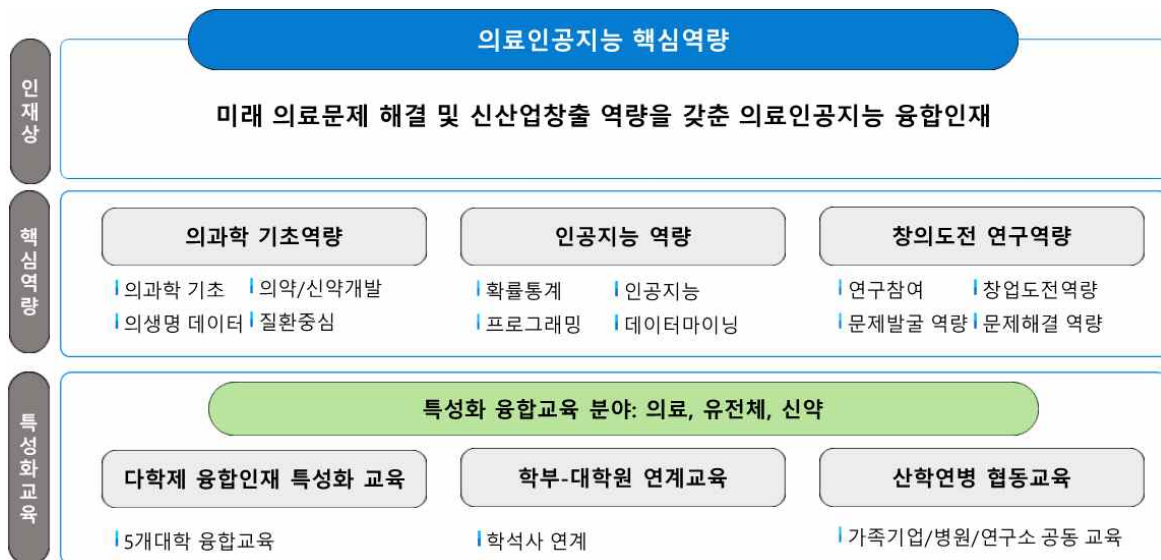 의료인공지능 핵심역량
인재상
미래 의료문제 해결 및 신산업창출 역량을 갖춘 의료인공지능 융합인재
핵심역량
의과학 기초역량
의과학 기초 의약/신약개발
의생명 데이터 질환중심
인공지능 역량
확률통계 인공지능
프로그래밍 데이터마이닝
창의도전 연구역량
연구참여 창업도전역량
문제발굴 역량 문제해결 역량
특성화교육
특성화 융합교육 분야: 의료, 유전체, 신약
다학제 융합인재 특성화 교육
5개대학 융합교육
학부-대학원 연계교육
학석사 연계
산학연병 협동교육
가족기업/병원/연구소 공동 교육